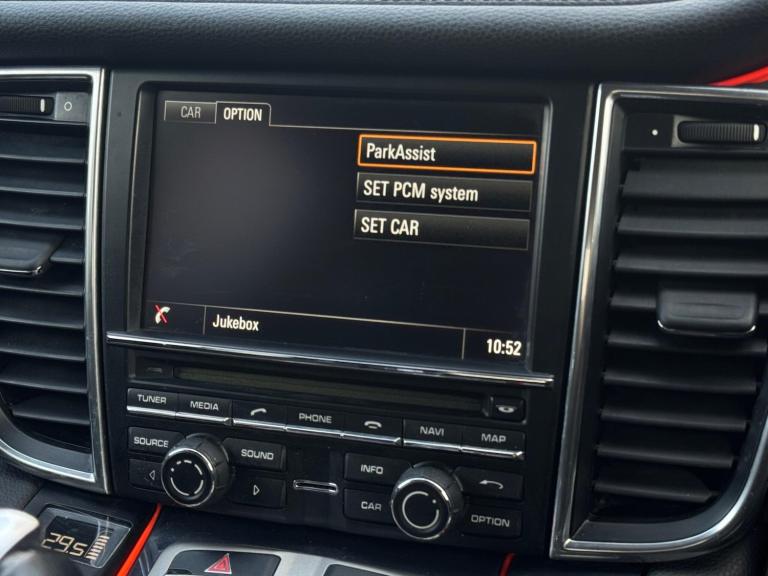 CAR OPTION
ParkAssist
SET PCM system
SET CAR
Jukebox 10:52
TUNER MEDIA PHONE NAVI MAP
SOURCE SOUND INFO
CAR OPTION
29.5